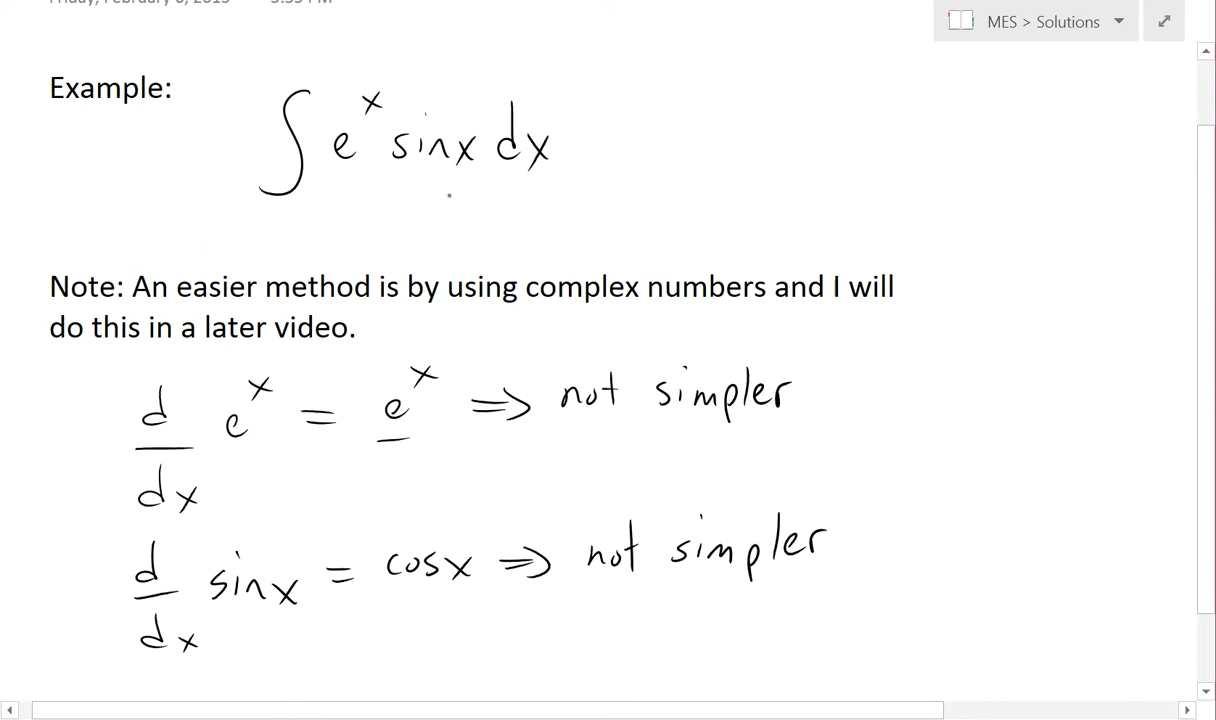 MES > Solutions
Example:
∫ e^x sinx dx
Note: An easier method is by using complex numbers and I will
do this in a later video.
d/dx e^x = e^x ⇒ not simpler
d/dx sinx = cosx ⇒ not simpler